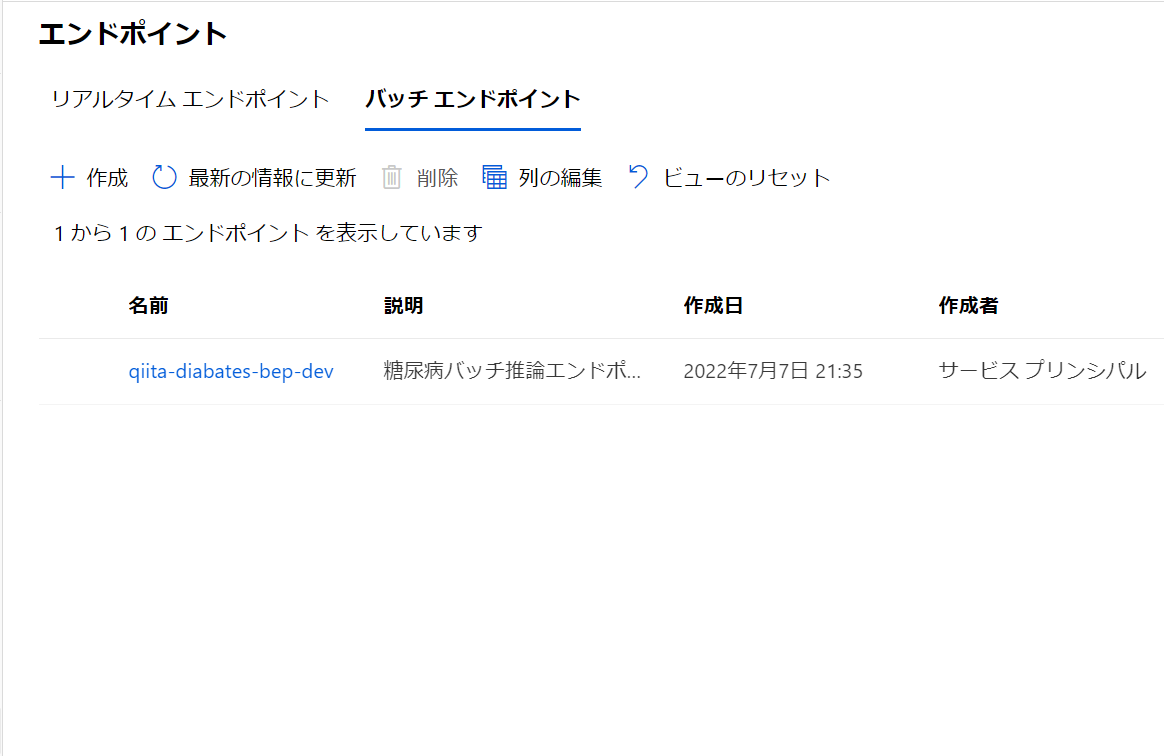 エンドポイント
リアルタイム エンドポイント バッチ エンドポイント
作成 最新の情報に更新 削除 列の編集 ビューのリセット
1 から 1 の エンドポイント を表示しています
名前 説明 作成日 作成者
qiita-diabates-bep-dev 糖尿病バッチ推論エンドポ... 2022年7月7日 21:35 サービス プリンシパル